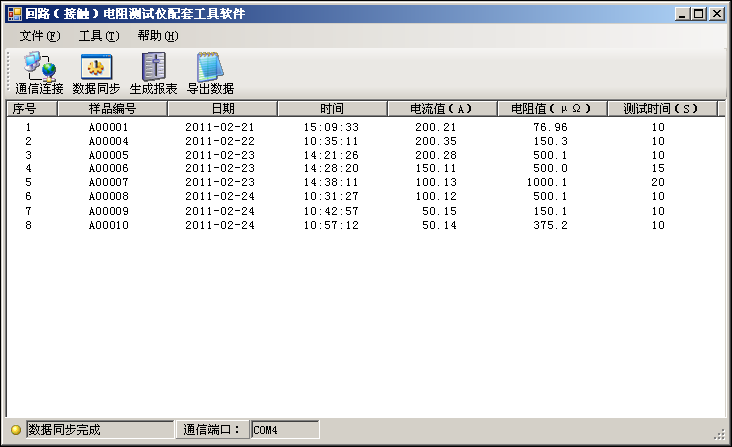 回路(接触)电阻测试仪配套工具软件
文件(F) 工具(T) 帮助(H)
通信连接 数据同步 生成报表 导出数据
序号 样品编号 日期 时间 电流值(A) 电阻值(μΩ) 测试时间(S)
1 A00001 2011-02-21 15:09:33 200.21 76.96 10
2 A00004 2011-02-22 10:35:11 200.35 150.3 10
3 A00005 2011-02-23 14:21:26 200.28 500.1 10
4 A00006 2011-02-23 14:28:20 150.11 500.0 15
5 A00007 2011-02-23 14:38:11 100.13 1000.1 20
6 A00008 2011-02-24 10:31:27 100.12 500.1 10
7 A00009 2011-02-24 10:42:57 50.15 150.1 10
8 A00010 2011-02-24 10:57:12 50.14 375.2 10
数据同步完成 通信端口: COM4